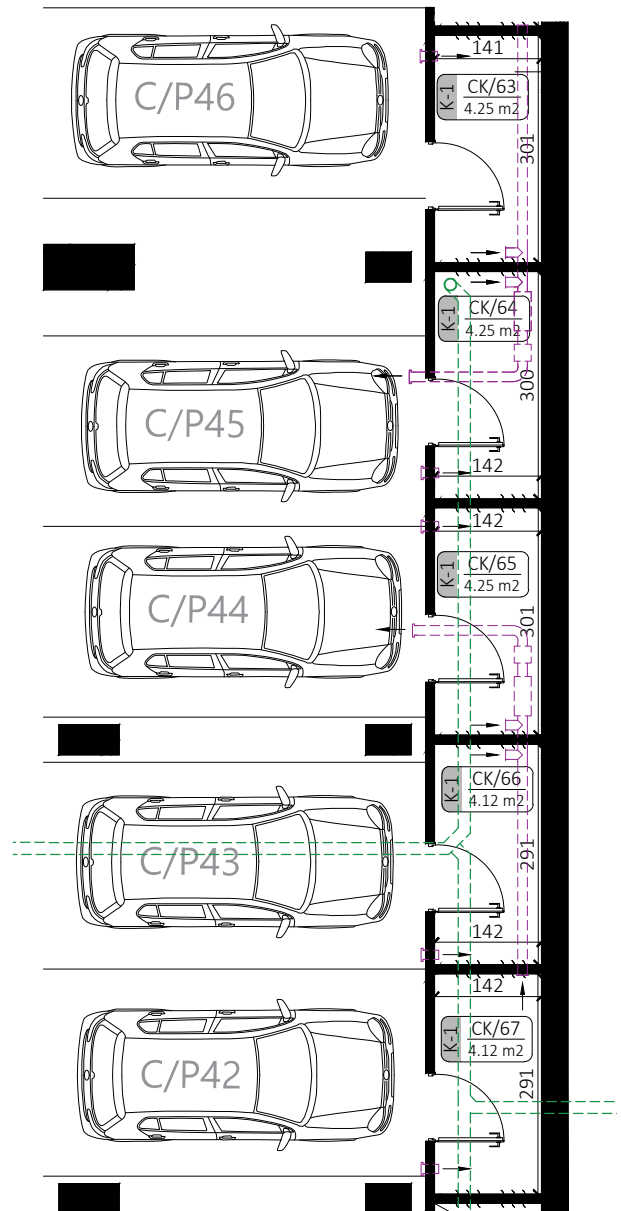 141
C/P46
K-1
CK/63
4.25 m2
301
K-1
CK/64
4.25 m2
300
C/P45
142
142
K-1
CK/65
4.25 m2
C/P44
301
K-1
CK/66
4.12 m2
C/P43
291
142
142
K-1
CK/67
4.12 m2
C/P42
291